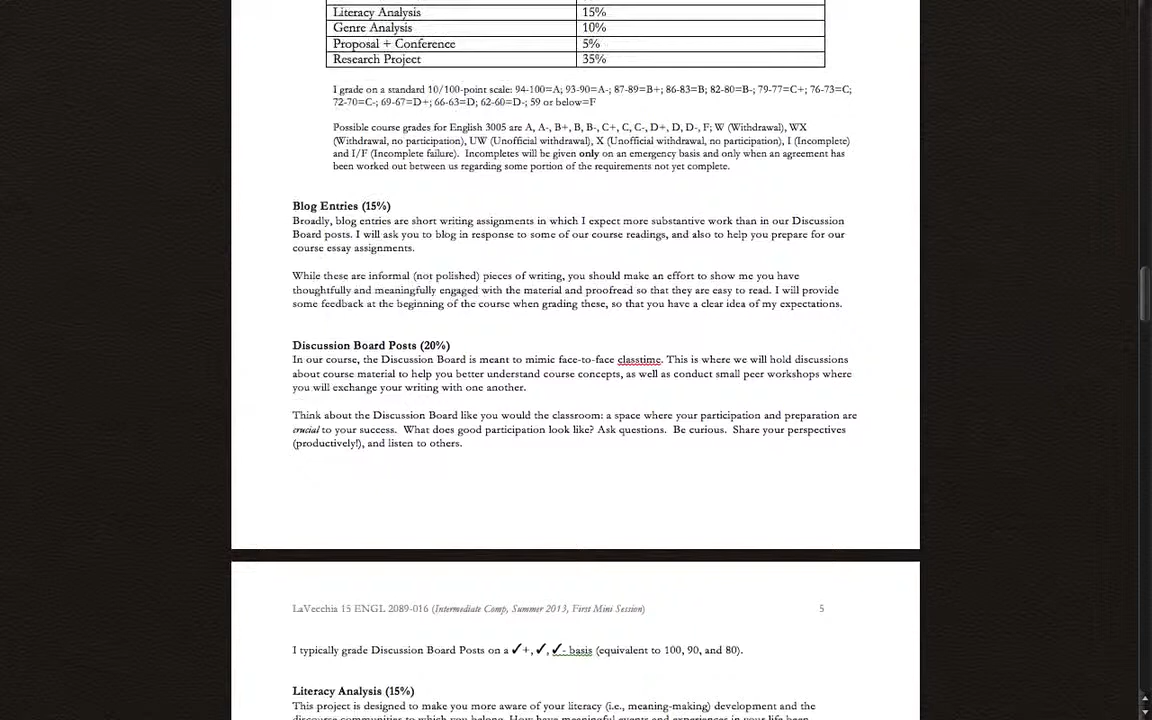 Literacy Analysis 15%
Genre Analysis 10%
Proposal + Conference 5%
Research Project 35%
I grade on a standard 10/100-point scale: 94-100=A; 93-90=A-; 87-89=B+; 86-83=B; 82-80=B-; 79-77=C+; 76-73=C;
72-70=C-; 69-67=D+; 66-63=D; 62-60=D-; 59 or below=F
Possible course grades for English 3005 are A, A-, B+, B, B-, C+, C, C-, D+, D, D-, F; W (Withdrawal), WX
(Withdrawal, no participation), UW (Unofficial withdrawal), X (Unofficial withdrawal, no participation), I (Incomplete)
and I/F (Incomplete failure). Incompletes will be given only on an emergency basis and only when an agreement has
been worked out between us regarding some portion of the requirements not yet complete.
Blog Entries (15%)
Broadly, blog entries are short writing assignments in which I expect more substantive work than in our Discussion
Board posts. I will ask you to blog in response to some of our course readings, and also to help you prepare for our
course essay assignments.
While these are informal (not polished) pieces of writing, you should make an effort to show me you have
thoughtfully and meaningfully engaged with the material and proofread so that they are easy to read. I will provide
some feedback at the beginning of the course when grading these, so that you have a clear idea of my expectations.
Discussion Board Posts (20%)
In our course, the Discussion Board is meant to mimic face-to-face classtime. This is where we will hold discussions
about course material to help you better understand course concepts, as well as conduct small peer workshops where
you will exchange your writing with one another.
Think about the Discussion Board like you would the classroom: a space where your participation and preparation are
crucial to your success. What does good participation look like? Ask questions. Be curious. Share your perspectives
(productively!), and listen to others.
LaVecchia 15 ENGL 2089-016 (Intermediate Comp, Summer 2013, First Mini Session) 5
I typically grade Discussion Board Posts on a ✓+, ✓, ✓- basis (equivalent to 100, 90, and 80).
Literacy Analysis (15%)
This project is designed to make you more aware of your literacy (i.e., meaning-making) development and the
discourse communities to which you belong. How have meaningful events and experiences in your life been